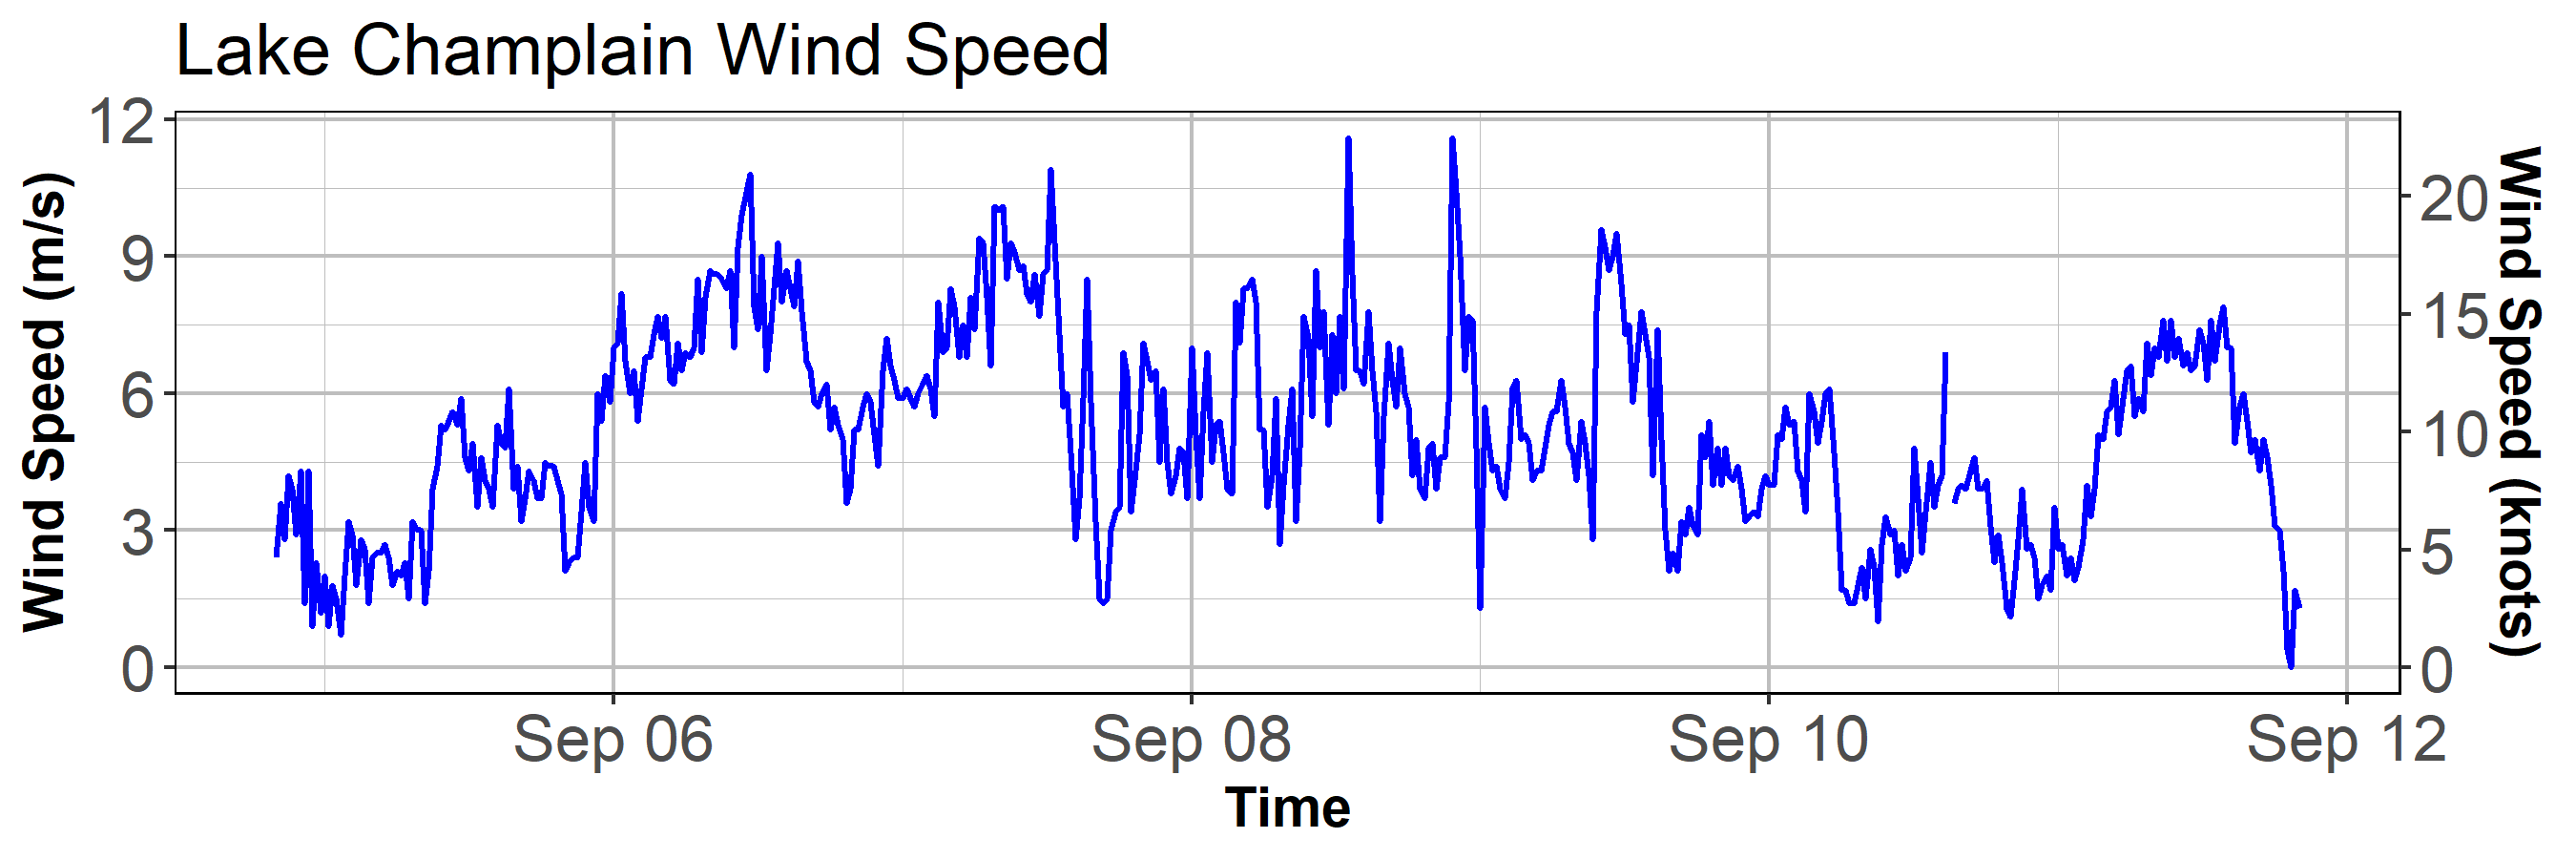 Lake Champlain Wind Speed
12
9
6
3
0
Wind Speed (m/s)
20
15
10
5
0
Wind Speed (knots)
Sep 06 Sep 08 Sep 10 Sep 12
Time